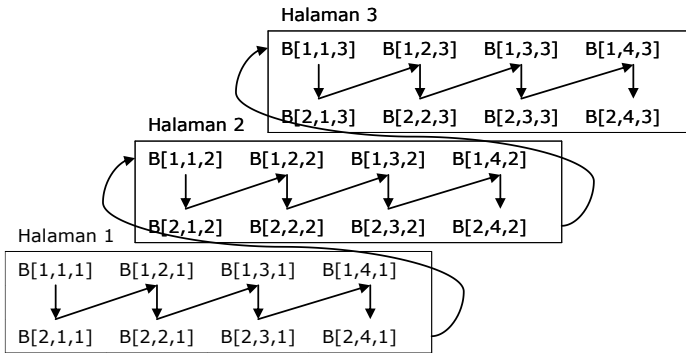 Halaman 3
B[1,1,3] B[1,2,3] B[1,3,3] B[1,4,3]
B[2,1,3] B[2,2,3] B[2,3,3] B[2,4,3]
Halaman 2
B[1,1,2] B[1,2,2] B[1,3,2] B[1,4,2]
B[2,1,2] B[2,2,2] B[2,3,2] B[2,4,2]
Halaman 1
B[1,1,1] B[1,2,1] B[1,3,1] B[1,4,1]
B[2,1,1] B[2,2,1] B[2,3,1] B[2,4,1]